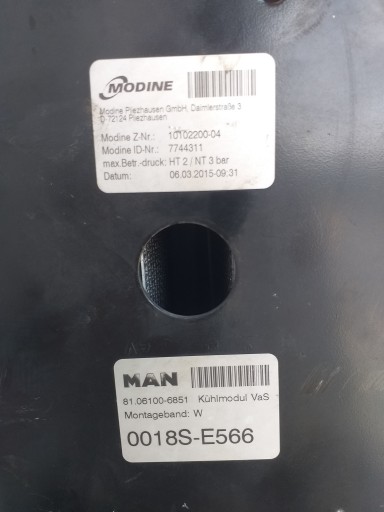 MODINE
Modine Pliezhausen GmbH, Daimlerstraße 3
D 72124 Pliezhausen
Modine Z-Nr.: 10102200-04
Modine ID-Nr.: 7744311
max.Betr.-druck: HT 2 / NT 3 bar
Datum: 06.03.2015-09:31
MAN
81.06100-6851 Kühlmodul VaS
Montageband: W
0018S-E566